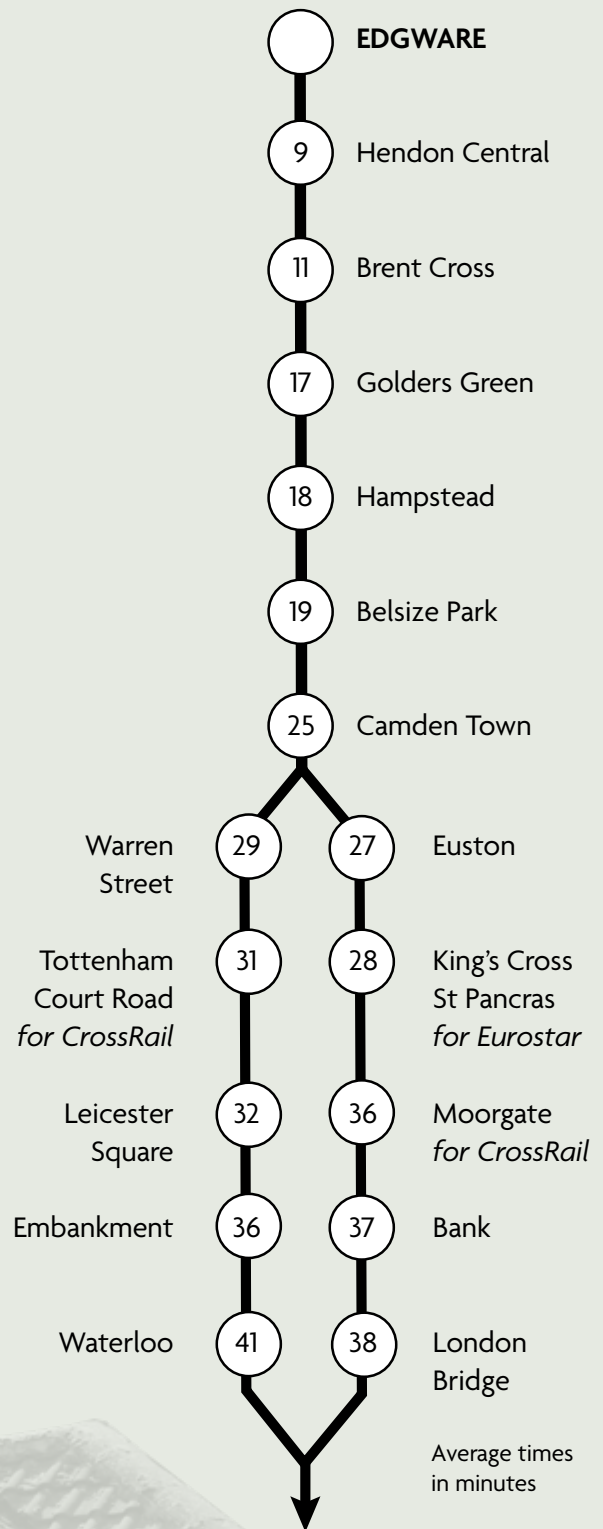 EDGWARE
9 Hendon Central
11 Brent Cross
17 Golders Green
18 Hampstead
19 Belsize Park
25 Camden Town
Warren
Street
29
27
Euston
Tottenham
Court Road
for CrossRail
31
28
King's Cross
St Pancras
for Eurostar
Leicester
Square
32
36
Moorgate
for CrossRail
Embankment
36
37
Bank
Waterloo
41
38
London
Bridge
Average times
in minutes